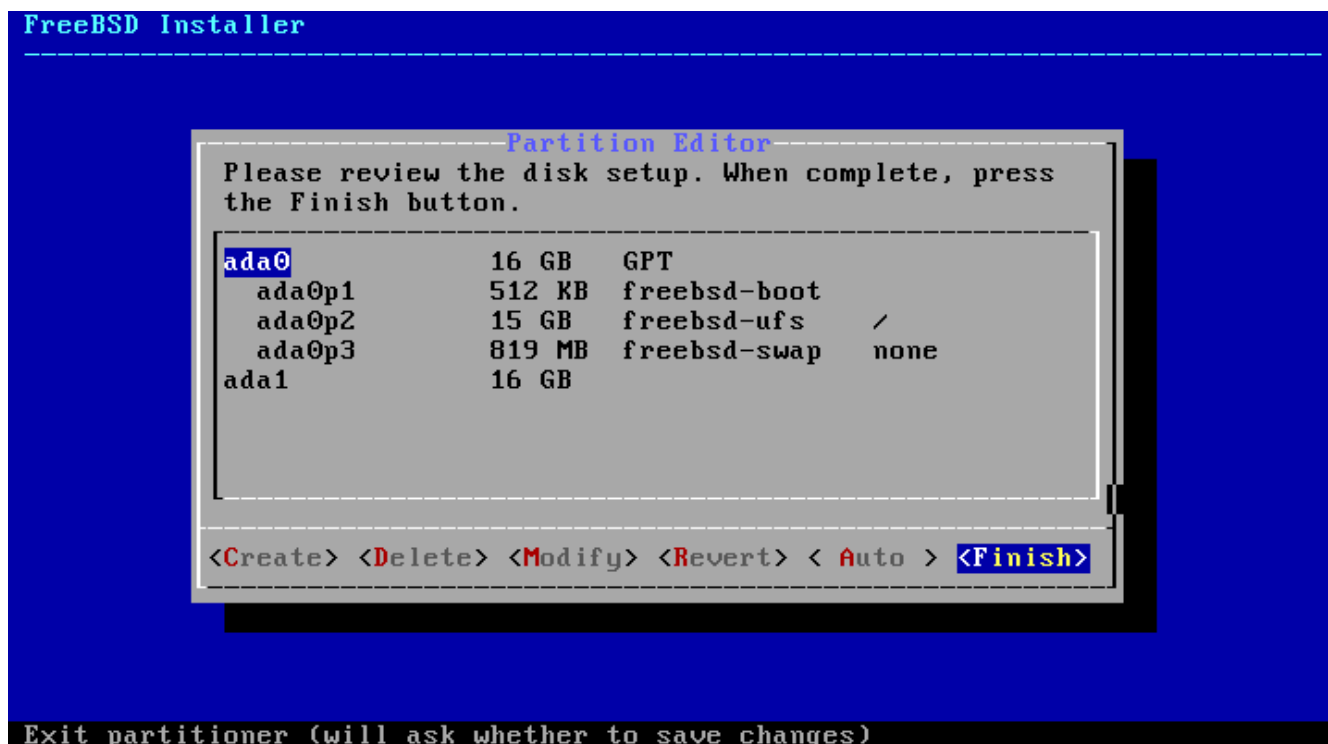 FreeBSD Installer
Partition Editor
Please review the disk setup. When complete, press
the Finish button.
ada0 16 GB GPT
ada0p1 512 KB freebsd-boot
ada0p2 15 GB freebsd-ufs /
ada0p3 819 MB freebsd-swap none
ada1 16 GB
<Create> <Delete> <Modify> <Revert> < Auto > <Finish>
Exit partitioner (will ask whether to save changes)